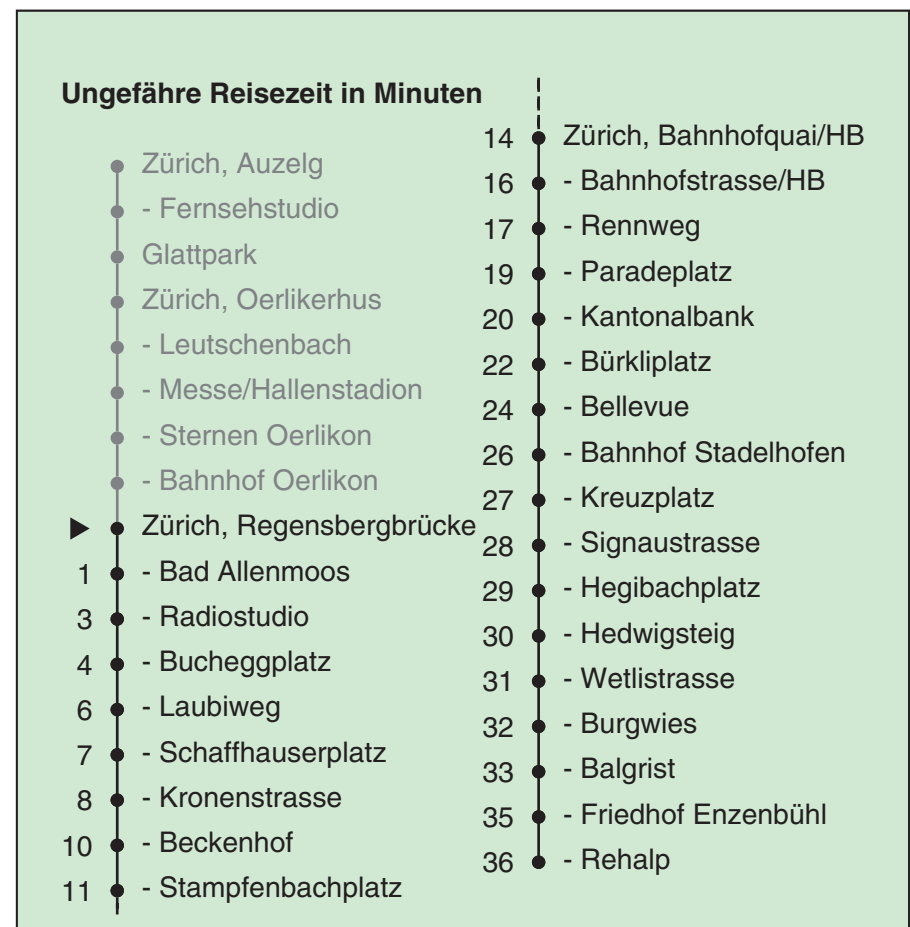 Ungefähre Reisezeit in Minuten
Zürich, Auzelg
- Fernsehstudio
Glattpark
Zürich, Oerlikerhus
- Leutschenbach
- Messe/Hallenstadion
- Sternen Oerlikon
- Bahnhof Oerlikon
Zürich, Regensbergbrücke
1 - Bad Allenmoos
3 - Radiostudio
4 - Bucheggplatz
6 - Laubiweg
7 - Schaffhauserplatz
8 - Kronenstrasse
10 - Beckenhof
11 - Stampfenbachplatz
14 Zürich, Bahnhofquai/HB
16 - Bahnhofstrasse/HB
17 - Rennweg
19 - Paradeplatz
20 - Kantonalbank
22 - Bürkliplatz
24 - Bellevue
26 - Bahnhof Stadelhofen
27 - Kreuzplatz
28 - Signaustrasse
29 - Hegibachplatz
30 - Hedwigsteig
31 - Wetlistrasse
32 - Burgwies
33 - Balgrist
35 - Friedhof Enzenbühl
36 - Rehalp